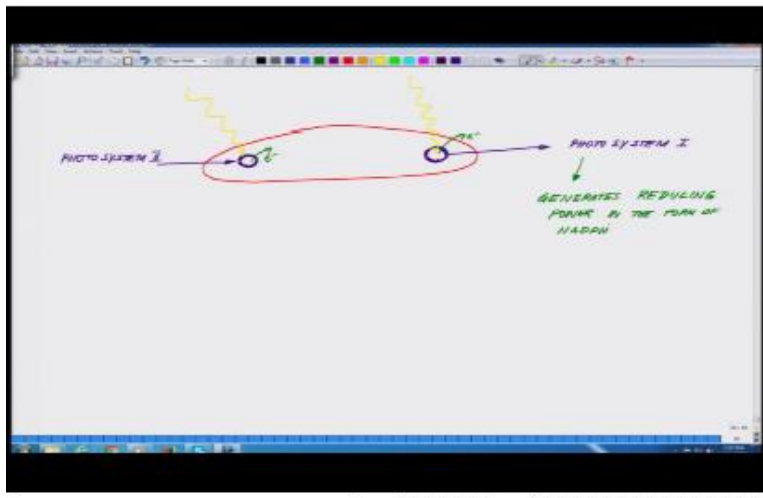 PHOTO SYSTEM II
PHOTO SYSTEM I
e-
e-
GENERATES REDUCING
POWER IN THE FORM OF
NADPH